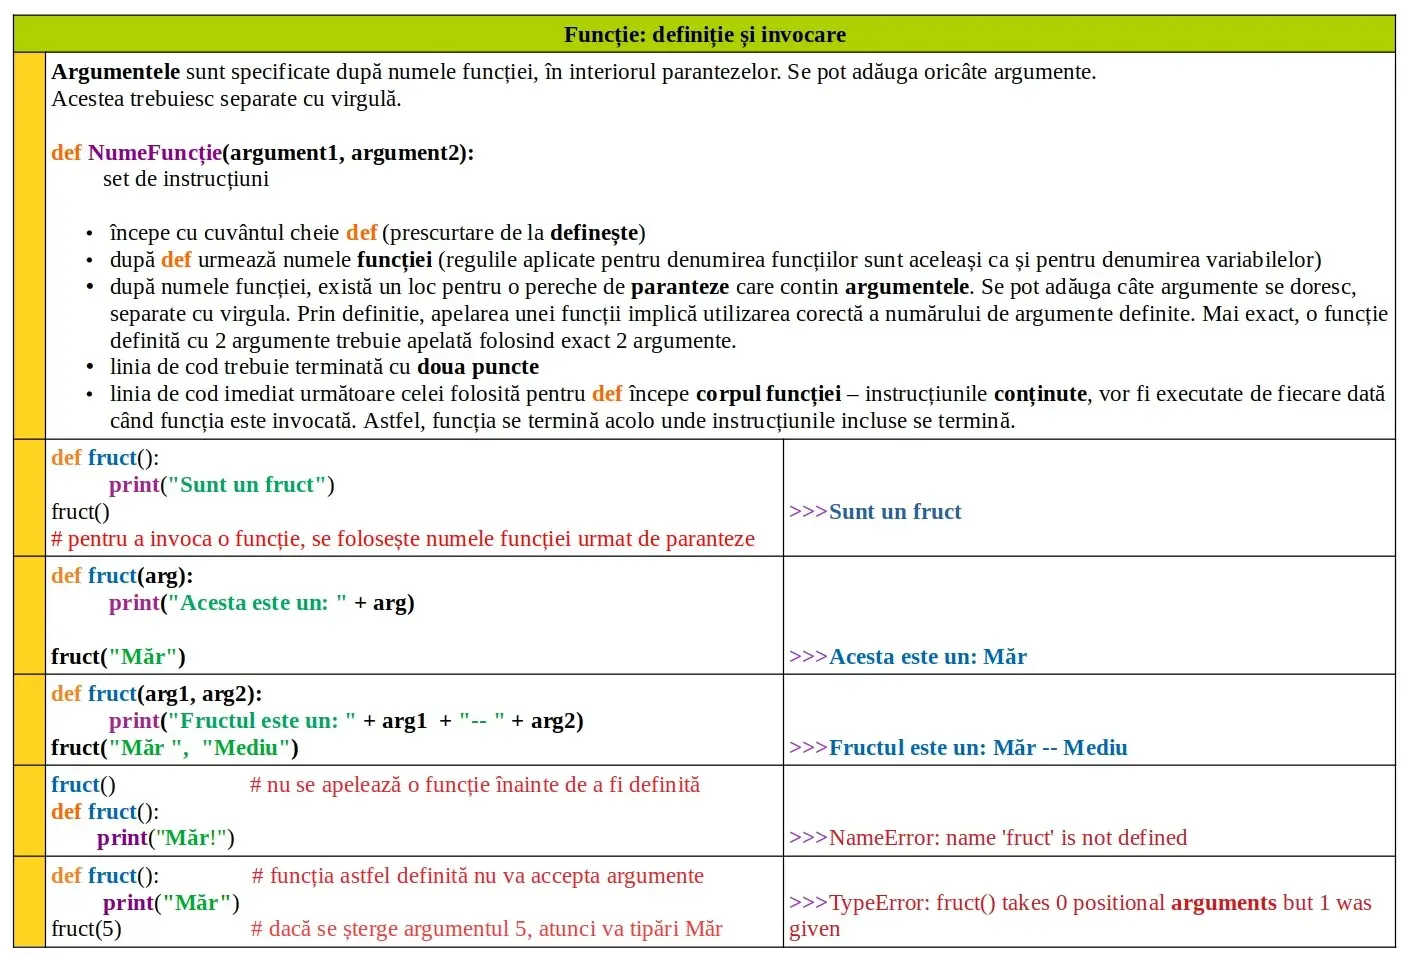 Funcție: definiție și invocare
Argumentele sunt specificate după numele funcției, în interiorul parantezelor. Se pot adăuga oricâte argumente.
Acestea trebuiesc separate cu virgulă.
def NumeFuncție(argument1, argument2):
set de instrucțiuni
• începe cu cuvântul cheie def (prescurtare de la definește)
• după def urmează numele funcției (regulile aplicate pentru denumirea funcțiilor sunt aceleași ca și pentru denumirea variabilelor)
• după numele funcției, există un loc pentru o pereche de paranteze care contin argumentele. Se pot adăuga câte argumente se doresc,
separate cu virgula. Prin definitie, apelarea unei funcții implică utilizarea corectă a numărului de argumente definite. Mai exact, o funcție
definită cu 2 argumente trebuie apelată folosind exact 2 argumente.
• linia de cod trebuie terminată cu doua puncte
• linia de cod imediat următoare celei folosită pentru def începe corpul funcției – instrucțiunile conținute, vor fi executate de fiecare dată
când funcția este invocată. Astfel, funcția se termină acolo unde instrucțiunile incluse se termină.
def fruct():
print("Sunt un fruct")
fruct()
# pentru a invoca o funcție, se folosește numele funcției urmat de paranteze
>>>Sunt un fruct
def fruct(arg):
print("Acesta este un: " + arg)
fruct("Măr")
>>>Acesta este un: Măr
def fruct(arg1, arg2):
print("Fructul este un: " + arg1 + "-- " + arg2)
fruct("Măr ", "Mediu")
>>>Fructul este un: Măr -- Mediu
fruct() # nu se apelează o funcție înainte de a fi definită
def fruct():
print("Măr!")
>>>NameError: name 'fruct' is not defined
def fruct(): # funcția astfel definită nu va accepta argumente
print("Măr")
fruct(5) # dacă se șterge argumentul 5, atunci va tipări Măr
>>>TypeError: fruct() takes 0 positional arguments but 1 was
given